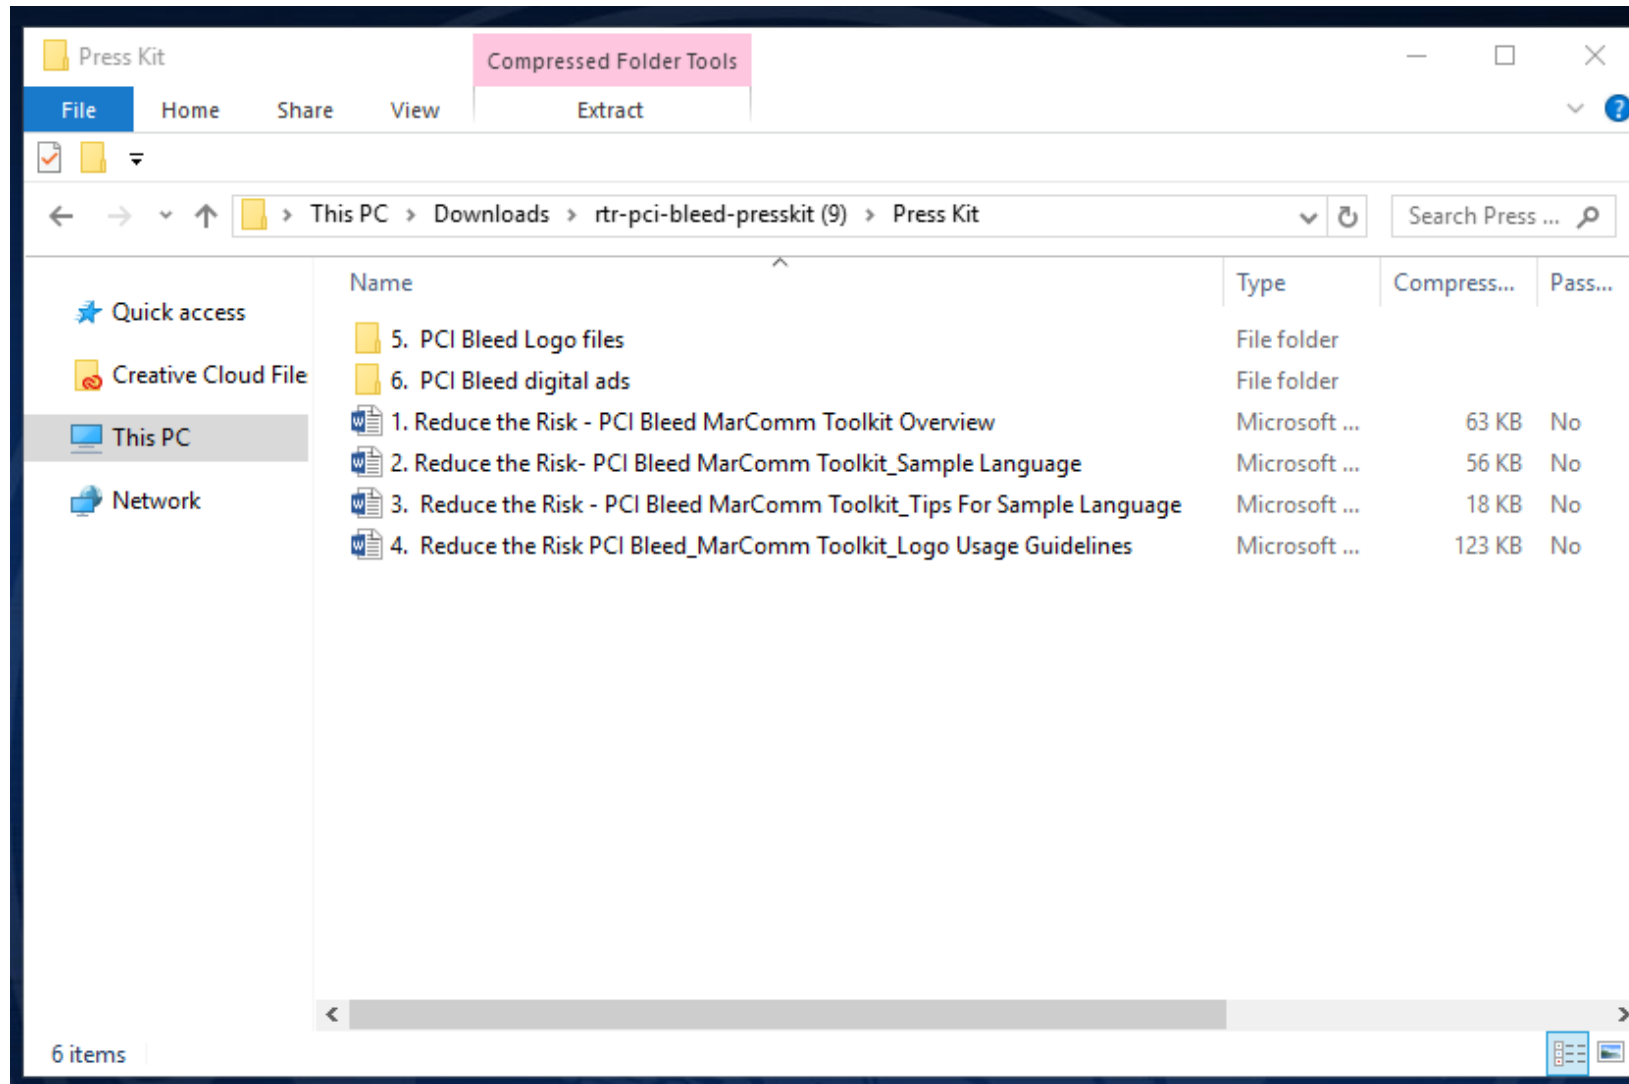 Press Kit
Compressed Folder Tools
File Home Share View Extract
This PC > Downloads > rtr-pci-bleed-presskit (9) > Press Kit
Search Press ...
Name Type Compress... Pass...
Quick access
Creative Cloud File
This PC
Network
5.  PCI Bleed Logo files File folder
6.  PCI Bleed digital ads File folder
1. Reduce the Risk - PCI Bleed MarComm Toolkit Overview Microsoft ... 63 KB No
2. Reduce the Risk- PCI Bleed MarComm Toolkit_Sample Language Microsoft ... 56 KB No
3.  Reduce the Risk - PCI Bleed MarComm Toolkit_Tips For Sample Language Microsoft ... 18 KB No
4.  Reduce the Risk PCI Bleed_MarComm Toolkit_Logo Usage Guidelines Microsoft ... 123 KB No
6 items